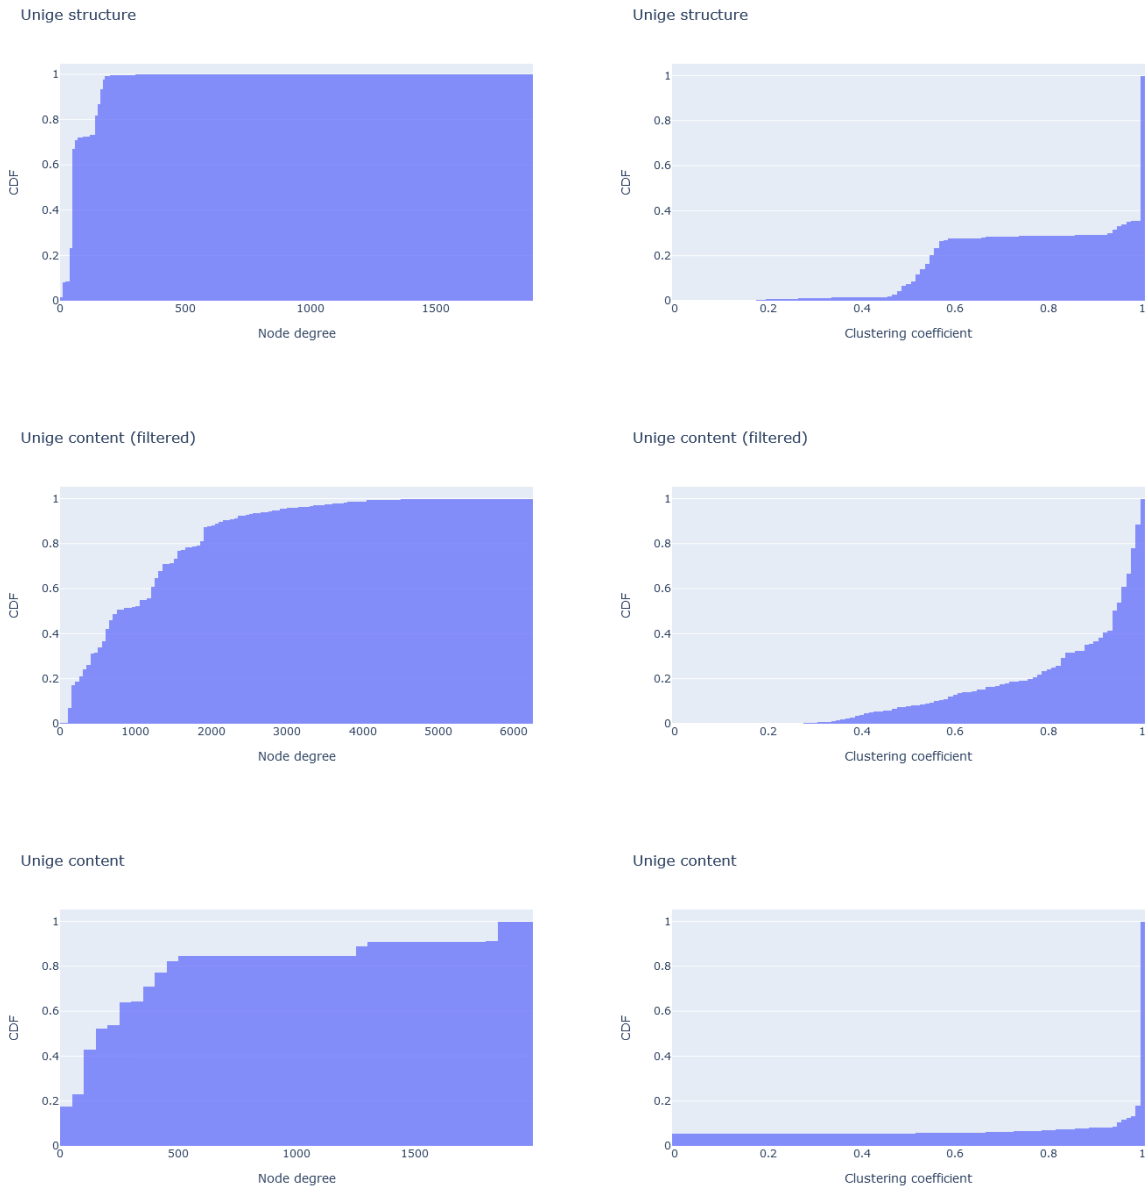 Unige structure
1
0.8
0.6
0.4
0.2
0
CDF
0 500 1000 1500
Node degree
Unige structure
1
0.8
0.6
0.4
0.2
0
CDF
0 0.2 0.4 0.6 0.8 1
Clustering coefficient
Unige content (filtered)
1
0.8
0.6
0.4
0.2
0
CDF
0 1000 2000 3000 4000 5000 6000
Node degree
Unige content (filtered)
1
0.8
0.6
0.4
0.2
0
CDF
0 0.2 0.4 0.6 0.8 1
Clustering coefficient
Unige content
1
0.8
0.6
0.4
0.2
0
CDF
0 500 1000 1500
Node degree
Unige content
1
0.8
0.6
0.4
0.2
0
CDF
0 0.2 0.4 0.6 0.8 1
Clustering coefficient